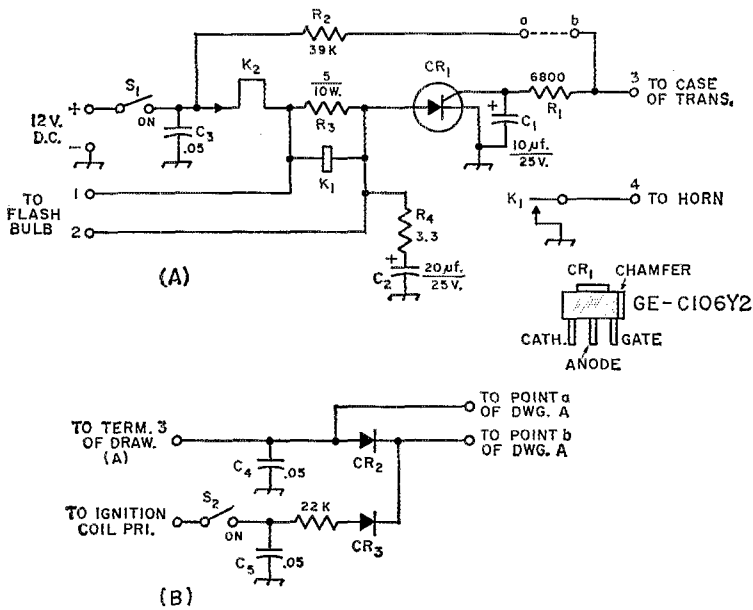 R2
39K
a b
S1
ON
K2
5
10W.
R3
K1
CR1
6800
R1
3 TO CASE
OF TRANS.
+
12 V.
D.C.
−
C3
.05
+
C1
10µf.
25V.
TO
FLASH
BULB
1
2
R4
3.3
+
C2
20µf.
25V.
K1
4
TO HORN
(A)
CR1
CHAMFER
GE-C106Y2
CATH.
GATE
ANODE
TO TERM. 3
OF DRAW.
(A)
C4 .05
CR2
TO POINT a
OF DWG. A
TO POINT b
OF DWG. A
TO IGNITION
COIL PRI.
S2
ON
22K
CR3
C5 .05
(B)